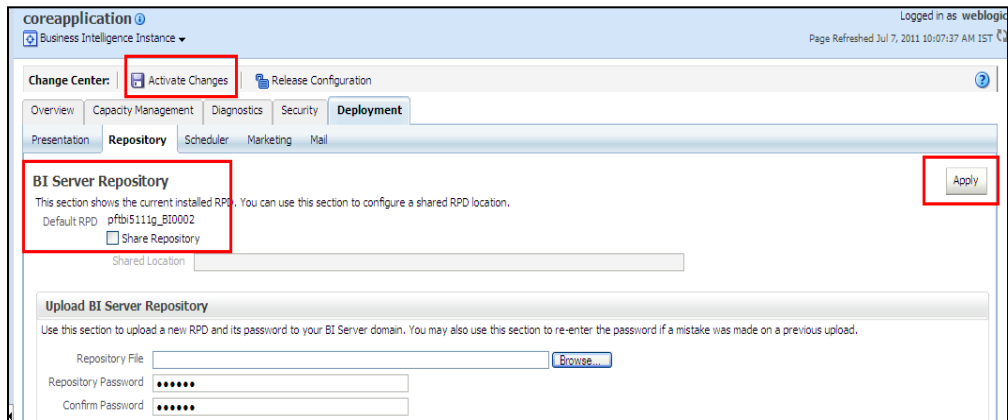 coreapplication
Logged in as weblogic
Business Intelligence Instance
Page Refreshed Jul 7, 2011 10:07:37 AM IST
Change Center: Activate Changes Release Configuration
Overview Capacity Management Diagnostics Security Deployment
Presentation Repository Scheduler Marketing Mail
BI Server Repository
Apply
This section shows the current installed RPD. You can use this section to configure a shared RPD location.
Default RPD pftbi5111g_BI0002
Share Repository
Shared Location
Upload BI Server Repository
Use this section to upload a new RPD and its password to your BI Server domain. You may also use this section to re-enter the password if a mistake was made on a previous upload.
Repository File Browse...
Repository Password ••••••
Confirm Password ••••••